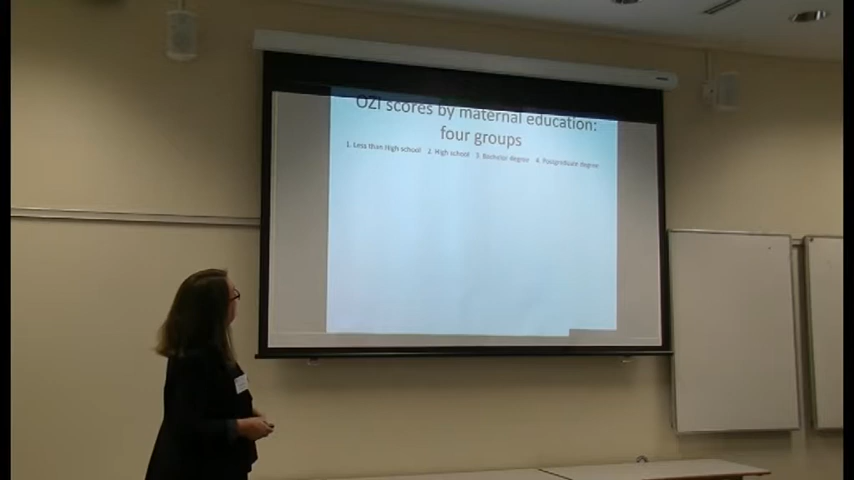 OZI scores by maternal education:
four groups
1. Less than High school 2. High school 3. Bachelor degree 4. Postgraduate degree